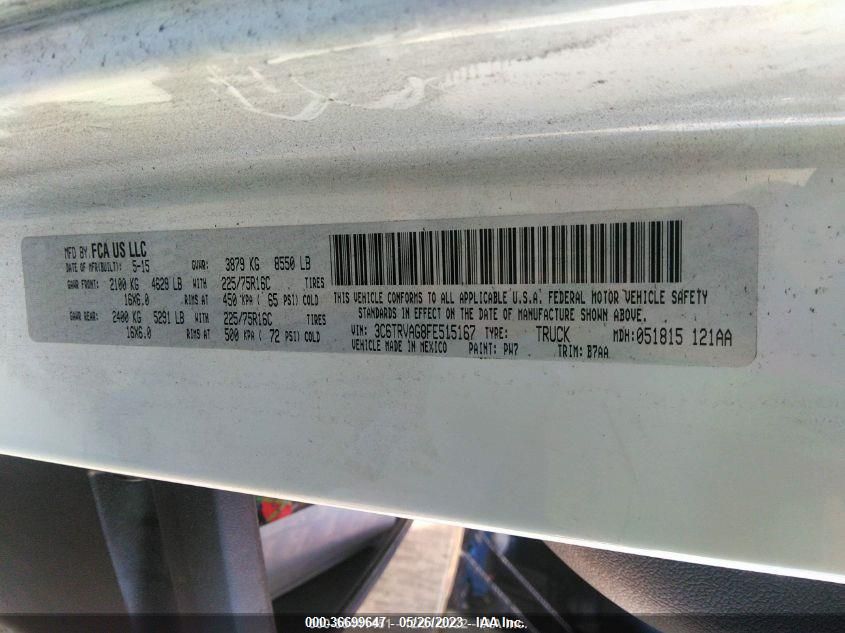 MFD BY: FCA US LLC
DATE OF MFR(BUILT): 5-15 GVWR: 3879 KG 8550 LB
GAWR FRONT: 2100 KG 4629 LB WITH 225/75R16C TIRES
16X6.0 RIMS AT 450 KPA ( 65 PSI) COLD
GAWR REAR: 2400 KG 5291 LB WITH 225/75R16C TIRES
16X6.0 RIMS AT 500 KPA ( 72 PSI) COLD
THIS VEHICLE CONFORMS TO ALL APPLICABLE U.S.A. FEDERAL MOTOR VEHICLE SAFETY
STANDARDS IN EFFECT ON THE DATE OF MANUFACTURE SHOWN ABOVE.
VIN: 3C6TRVAG8FE515167 TYPE: TRUCK MDH:051815 121AA
VEHICLE MADE IN MEXICO PAINT: PW7 TRIM: B7AA
000-36699647 - 05/26/2023 - IAA Inc.